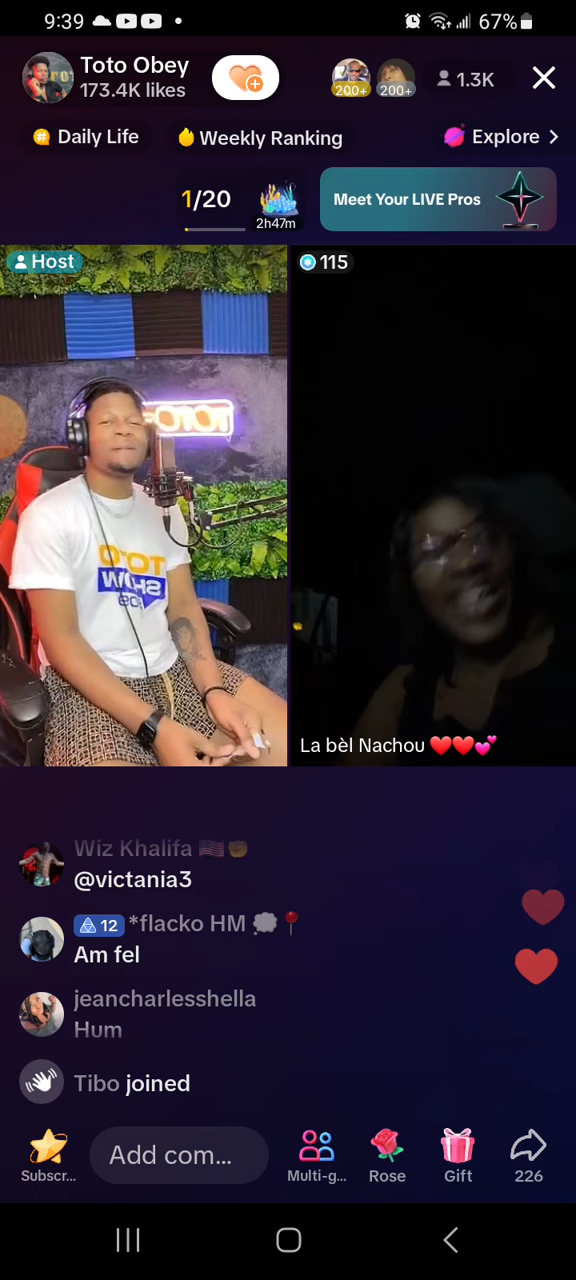 9:39
67%
Toto Obey
173.4K likes
200+
200+
1.3K
Daily Life
Weekly Ranking
Explore
1/20
2h47m
Meet Your LIVE Pros
Host
115
TOTO
TOTO
SHOW
La bèl Nachou ❤️❤️💕
Wiz Khalifa 🇺🇸✊
@victania3
12 *flacko HM 💭📍
Am fel
jeancharlesshella
Hum
Tibo joined
Subscr...
Add com...
Multi-g...
Rose
Gift
226